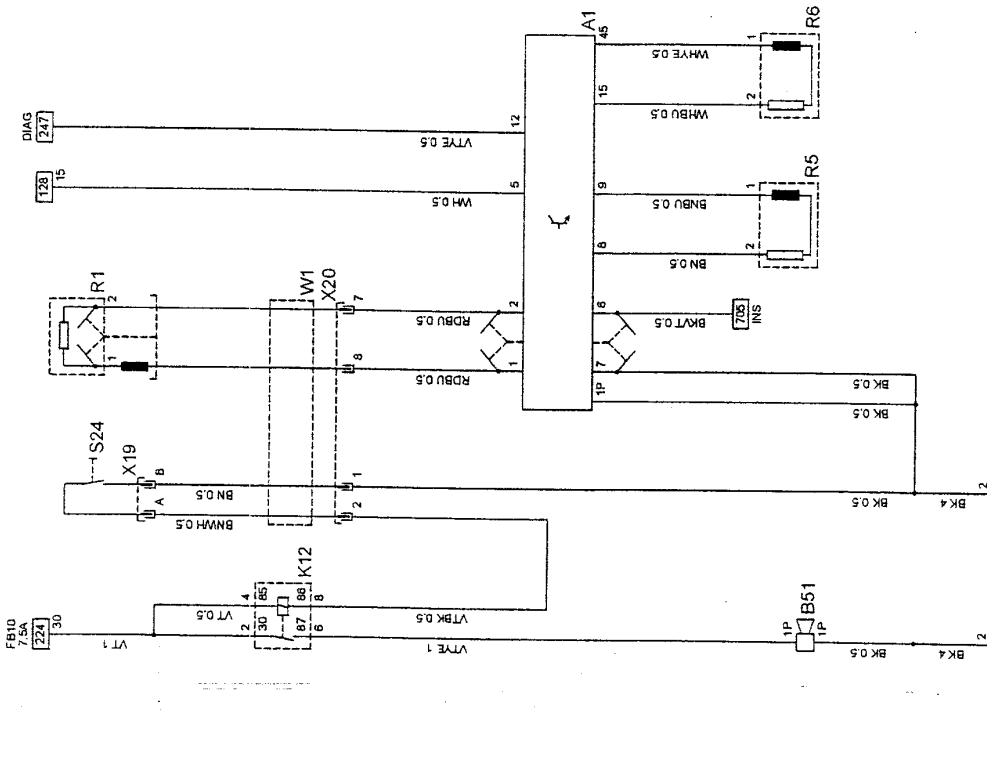 FB10
7.5A
224
30
VT 1
VT 0.5
4
2
85
30
88
87
8
6
K12
VTBK 0.5
VTYE 1
1P
B51
1P
BK 0.5
BK 4
2
S24
X19
A
B
BNWH 0.5
BN 0.5
2
1
BK 0.5
BK 4
2
R1
1
2
W1
X20
8
7
RDBU 0.5
RDBU 0.5
1
2
1P
7
6
BK 0.5
BK 0.5
BKVT 0.5
INS
128
15
WH 0.5
5
DIAG
247
VTYE 0.5
12
A1
8
9
BN 0.5
BNBU 0.5
2
1
R5
15
45
WHBU 0.5
WHYE 0.5
2
1
R6